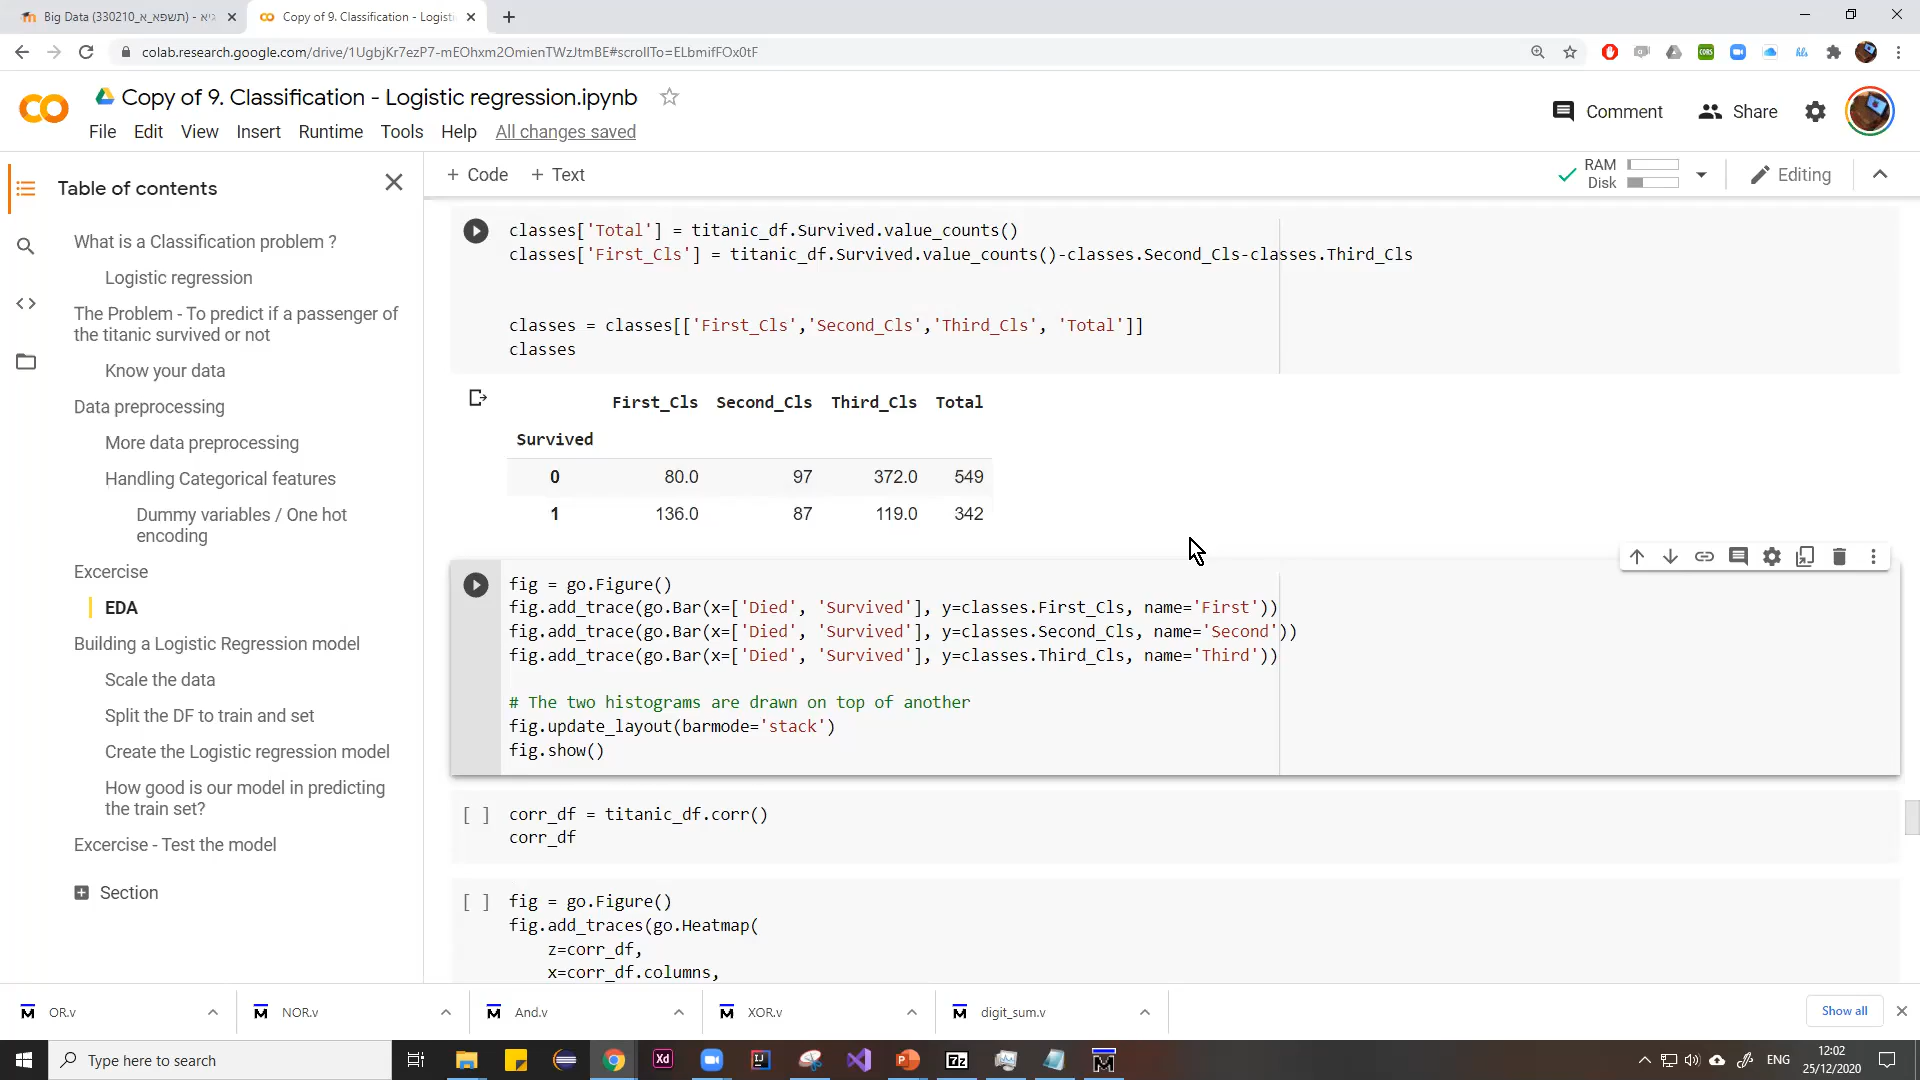 Big Data (330210_תשפא_א) - גיא
Copy of 9. Classification - Logisti
colab.research.google.com/drive/1UgbjKr7ezP7-mEOhxm2OmienTWzJtmBE#scrollTo=ELbmifFOx0tF
Copy of 9. Classification - Logistic regression.ipynb
Comment
Share
File Edit View Insert Runtime Tools Help All changes saved
Table of contents
+ Code + Text
RAM
Disk
Editing
What is a Classification problem ?
Logistic regression
The Problem - To predict if a passenger of
the titanic survived or not
Know your data
Data preprocessing
More data preprocessing
Handling Categorical features
Dummy variables / One hot
encoding
Excercise
EDA
Building a Logistic Regression model
Scale the data
Split the DF to train and set
Create the Logistic regression model
How good is our model in predicting
the train set?
Excercise - Test the model
Section
classes['Total'] = titanic_df.Survived.value_counts()
classes['First_Cls'] = titanic_df.Survived.value_counts()-classes.Second_Cls-classes.Third_Cls
classes = classes[['First_Cls','Second_Cls','Third_Cls', 'Total']]
classes
First_Cls Second_Cls Third_Cls Total
Survived
0 80.0 97 372.0 549
1 136.0 87 119.0 342
fig = go.Figure()
fig.add_trace(go.Bar(x=['Died', 'Survived'], y=classes.First_Cls, name='First'))
fig.add_trace(go.Bar(x=['Died', 'Survived'], y=classes.Second_Cls, name='Second'))
fig.add_trace(go.Bar(x=['Died', 'Survived'], y=classes.Third_Cls, name='Third'))
# The two histograms are drawn on top of another
fig.update_layout(barmode='stack')
fig.show()
[ ] corr_df = titanic_df.corr()
corr_df
[ ] fig = go.Figure()
fig.add_traces(go.Heatmap(
z=corr_df,
x=corr_df.columns,
OR.v
NOR.v
And.v
XOR.v
digit_sum.v
Show all
Type here to search
ENG
12:02
25/12/2020